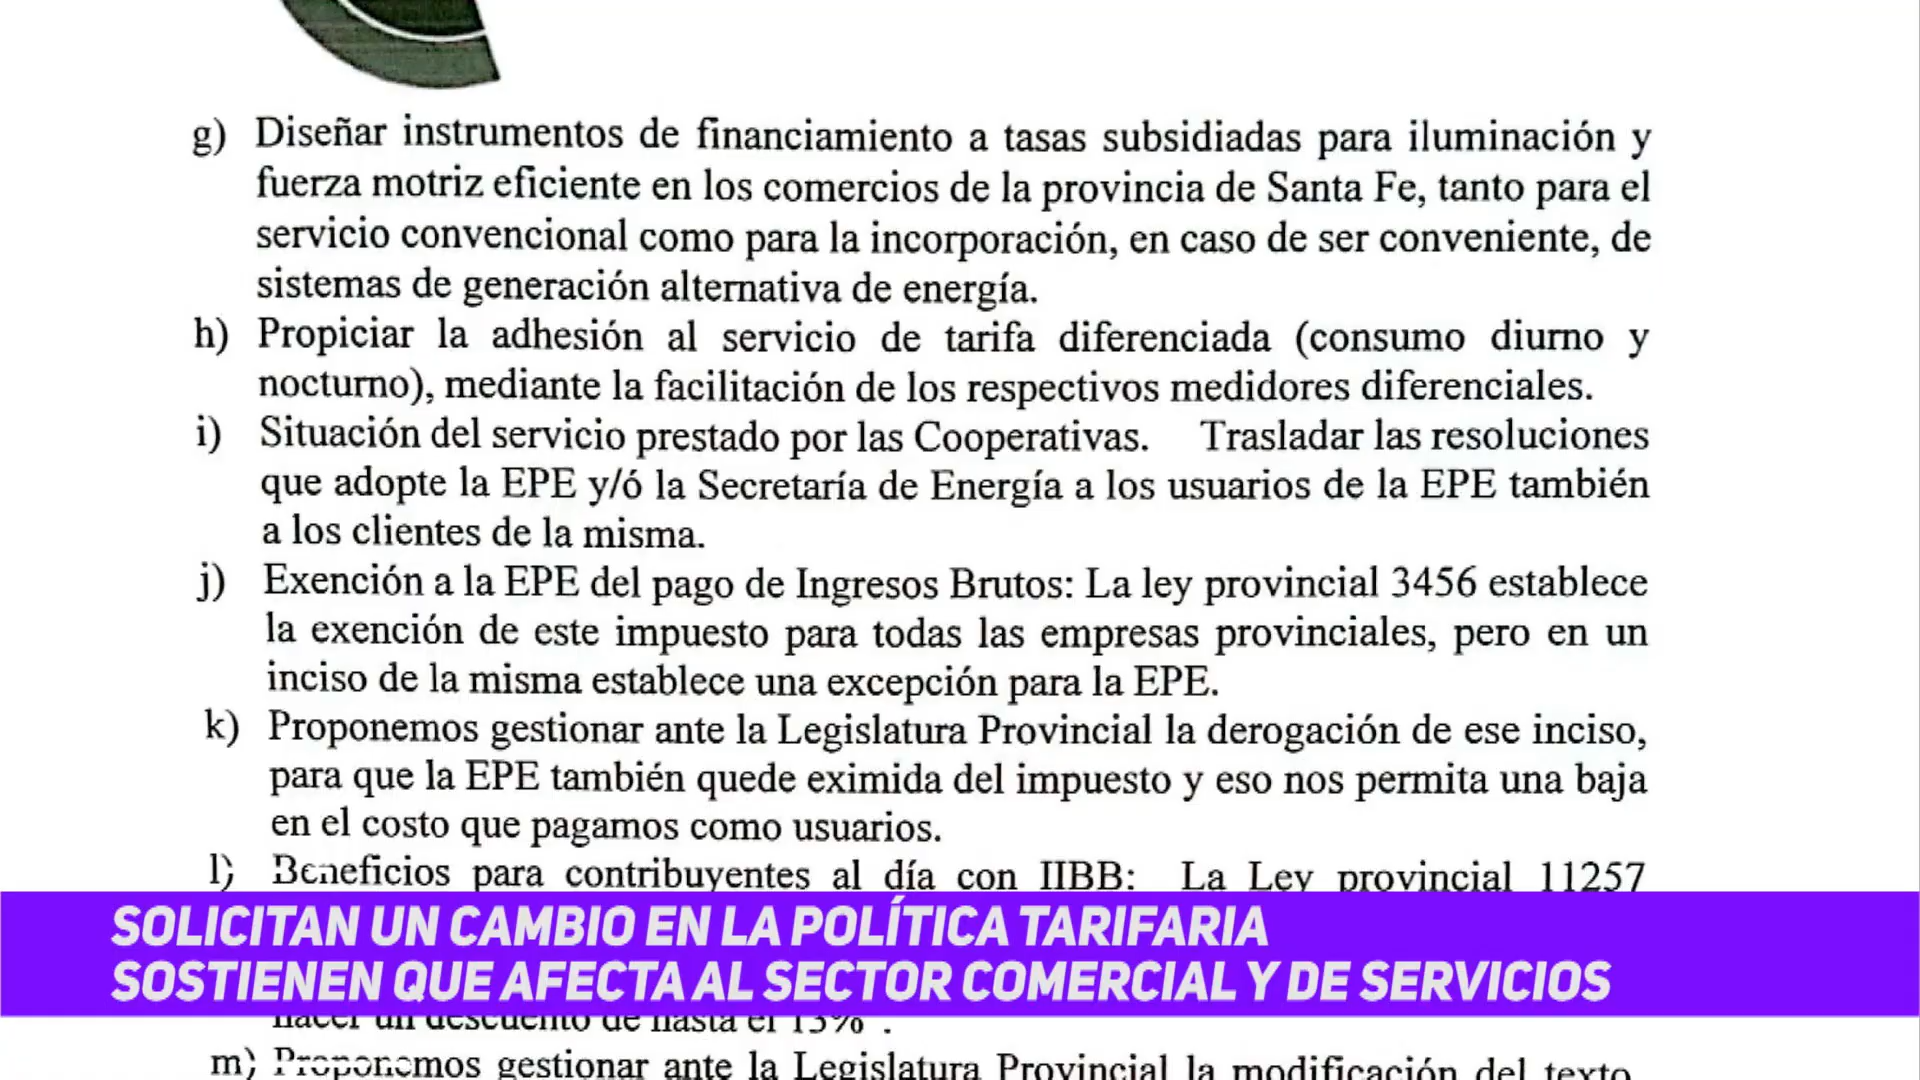 g) Diseñar instrumentos de financiamiento a tasas subsidiadas para iluminación y
fuerza motriz eficiente en los comercios de la provincia de Santa Fe, tanto para el
servicio convencional como para la incorporación, en caso de ser conveniente, de
sistemas de generación alternativa de energía.
h) Propiciar la adhesión al servicio de tarifa diferenciada (consumo diurno y
nocturno), mediante la facilitación de los respectivos medidores diferenciales.
i) Situación del servicio prestado por las Cooperativas. Trasladar las resoluciones
que adopte la EPE y/ó la Secretaría de Energía a los usuarios de la EPE también
a los clientes de la misma.
j) Exención a la EPE del pago de Ingresos Brutos: La ley provincial 3456 establece
la exención de este impuesto para todas las empresas provinciales, pero en un
inciso de la misma establece una excepción para la EPE.
k) Proponemos gestionar ante la Legislatura Provincial la derogación de ese inciso,
para que la EPE también quede eximida del impuesto y eso nos permita una baja
en el costo que pagamos como usuarios.
l) Beneficios para contribuyentes al día con IIBB: La Ley provincial 11257
SOLICITAN UN CAMBIO EN LA POLÍTICA TARIFARIA
SOSTIENEN QUE AFECTA AL SECTOR COMERCIAL Y DE SERVICIOS
hacer un descuento de hasta el 15% .
m) Proponemos gestionar ante la Legislatura Provincial la modificación del texto